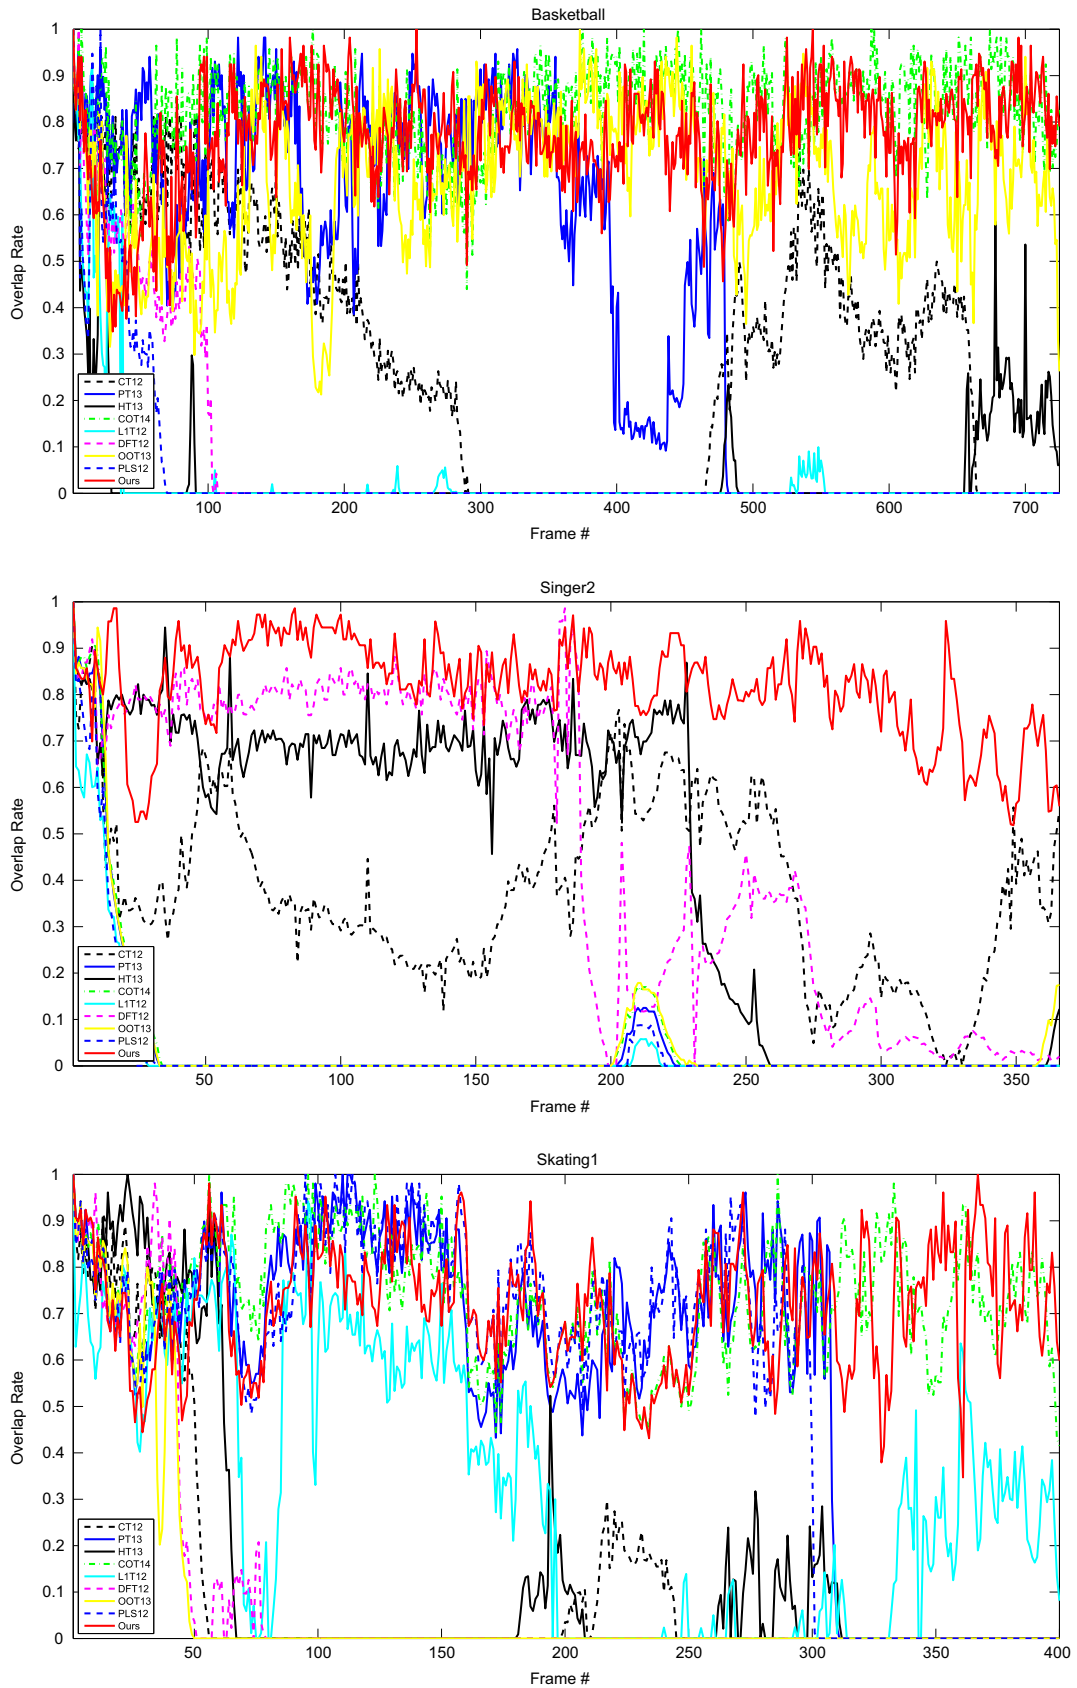 Basketball
1
0.9
0.8
0.7
0.6
0.5
0.4
0.3
0.2
0.1
0
Overlap Rate
CT12
PT13
HT13
COT14
L1T12
DFT12
OOT13
PLS12
Ours
100 200 300 400 500 600 700
Frame #
Singer2
1
0.9
0.8
0.7
0.6
0.5
0.4
0.3
0.2
0.1
0
Overlap Rate
CT12
PT13
HT13
COT14
L1T12
DFT12
OOT13
PLS12
Ours
50 100 150 200 250 300 350
Frame #
Skating1
1
0.9
0.8
0.7
0.6
0.5
0.4
0.3
0.2
0.1
0
Overlap Rate
CT12
PT13
HT13
COT14
L1T12
DFT12
OOT13
PLS12
Ours
50 100 150 200 250 300 350 400
Frame #